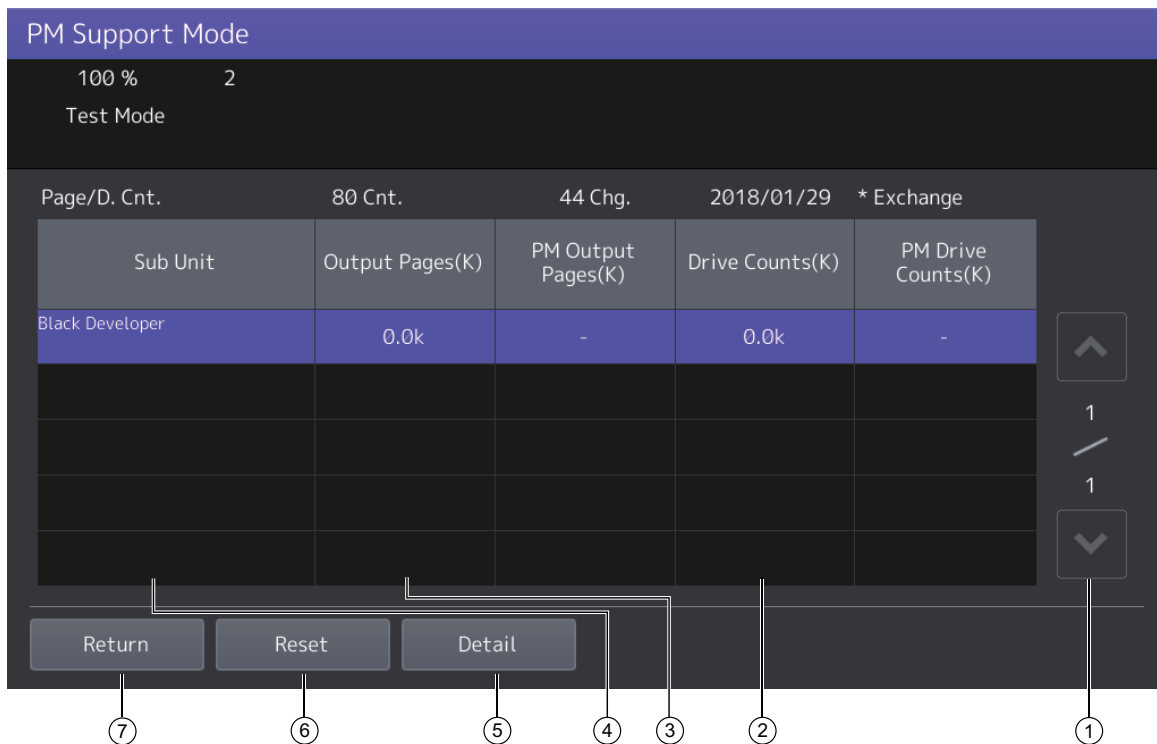 PM Support Mode
100 % 2
Test Mode
Page/D. Cnt. 80 Cnt. 44 Chg. 2018/01/29 * Exchange
Sub Unit
Output Pages(K)
PM Output
Pages(K)
Drive Counts(K)
PM Drive
Counts(K)
Black Developer 0.0k - 0.0k -
1
/
1
Return Reset Detail
7 6 5 4 3 2 1